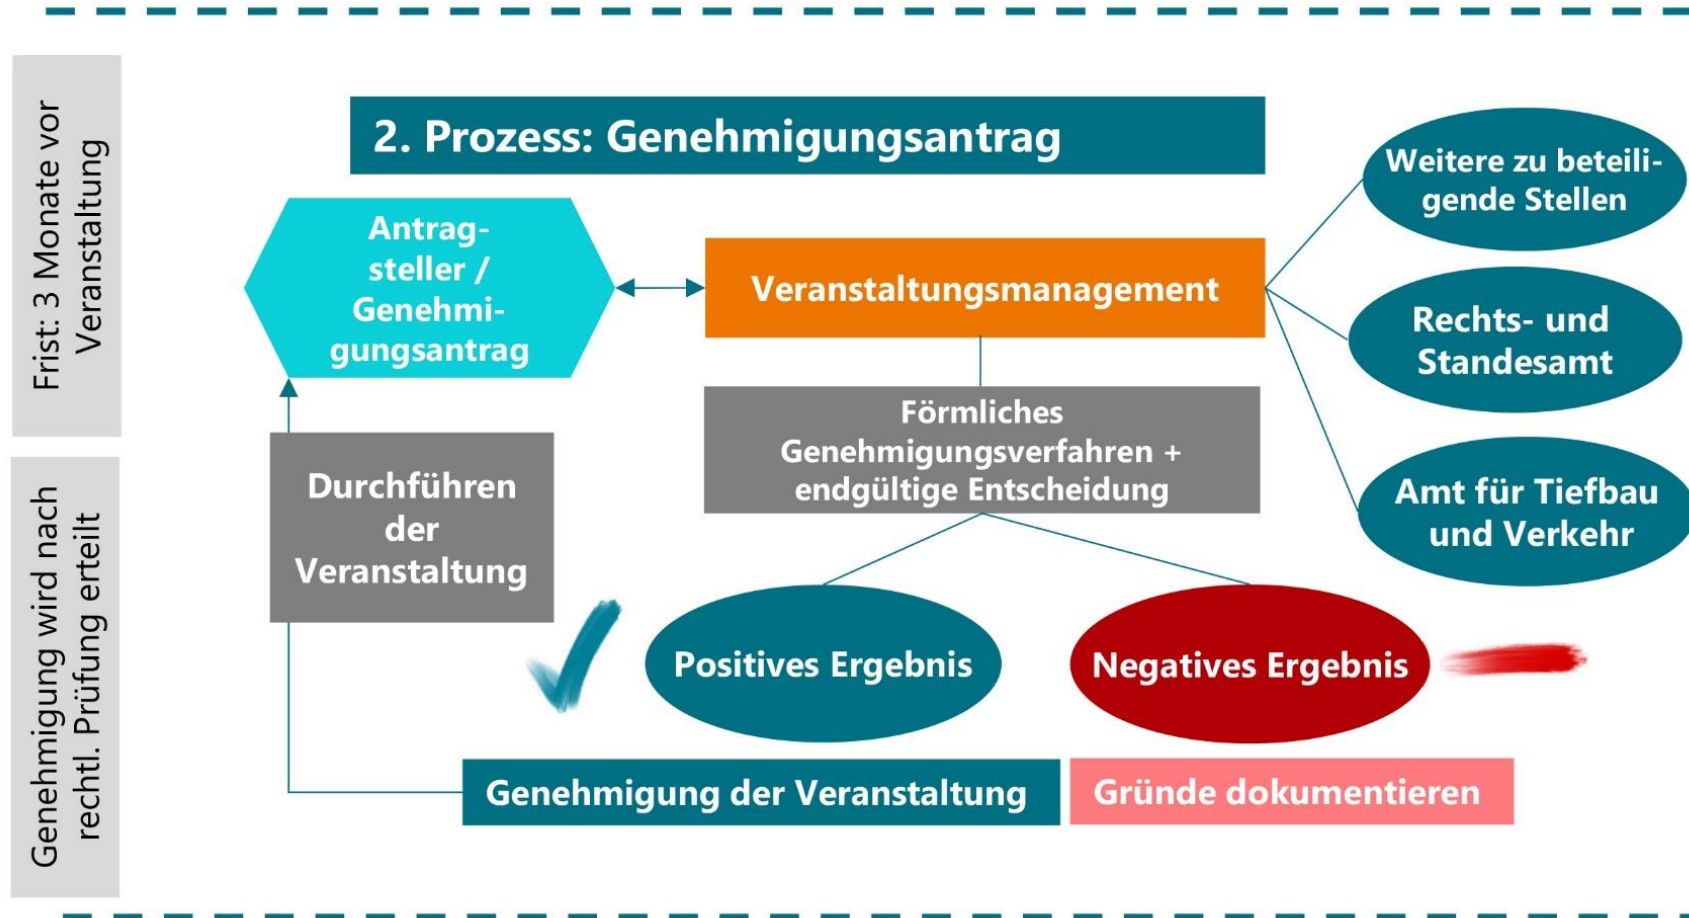 Frist: 3 Monate vor
Veranstaltung
Genehmigung wird nach
rechtl. Prüfung erteilt
2. Prozess: Genehmigungsantrag
Antrag-
steller /
Genehmi-
gungsantrag
Veranstaltungsmanagement
Weitere zu beteili-
gende Stellen
Rechts- und
Standesamt
Amt für Tiefbau
und Verkehr
Förmliches
Genehmigungsverfahren +
endgültige Entscheidung
Durchführen
der
Veranstaltung
Positives Ergebnis
Negatives Ergebnis
Genehmigung der Veranstaltung
Gründe dokumentieren